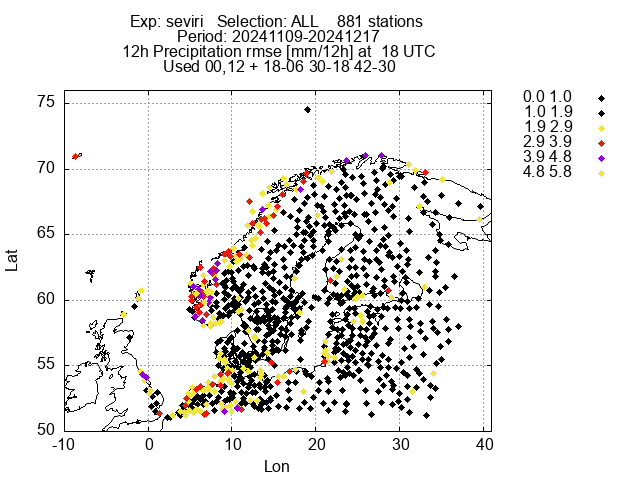 Exp: seviri   Selection: ALL    881 stations
Period: 20241109-20241217
12h Precipitation rmse [mm/12h] at  18 UTC
Used 00,12 + 18-06 30-18 42-30
0.0 1.0
1.0 1.9
1.9 2.9
2.9 3.9
3.9 4.8
4.8 5.8
75
70
65
60
55
50
Lat
-10 0 10 20 30 40
Lon